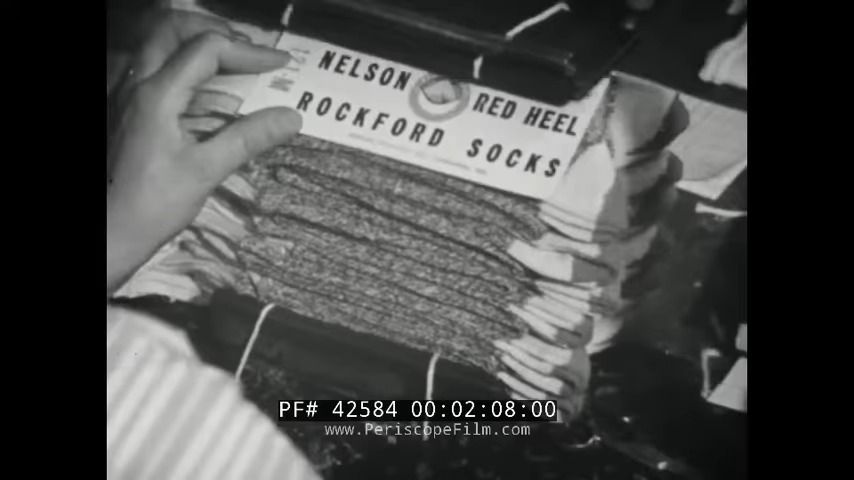 NELSON RED HEEL
ROCKFORD SOCKS
PF# 42584 00:02:08:00
www.PeriscopeFilm.com